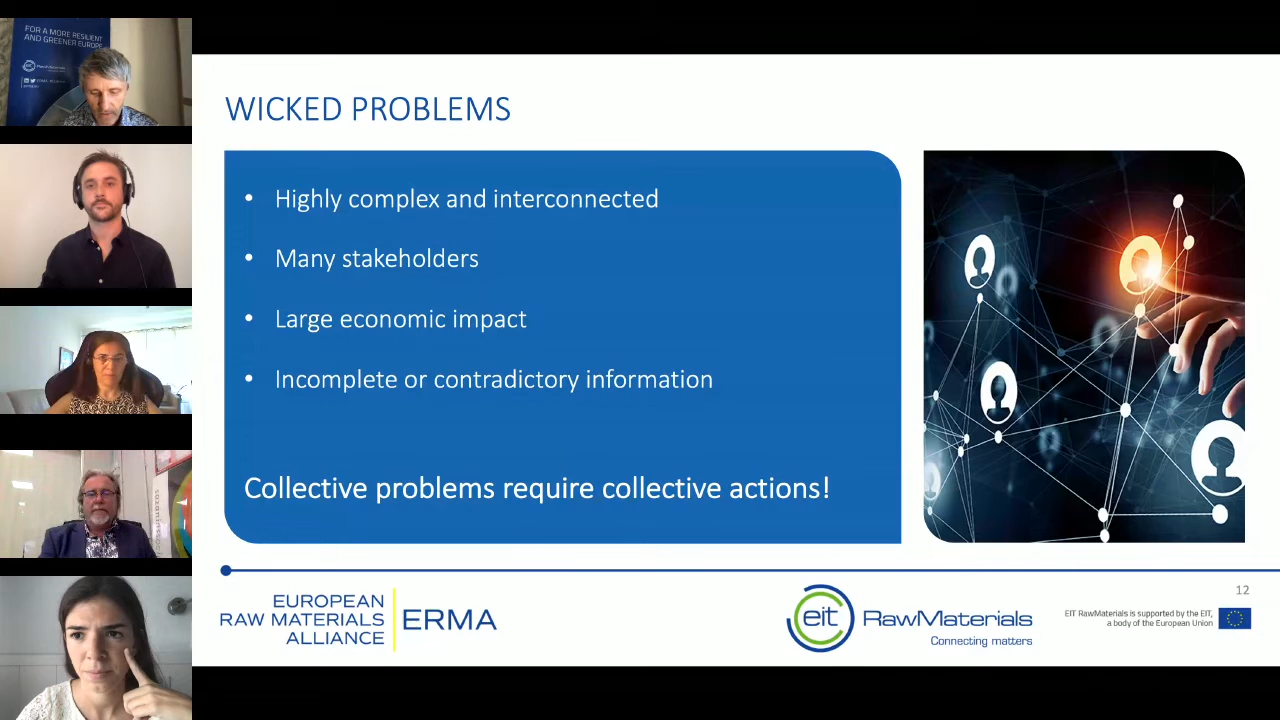 FOR A MORE RESILIENT
AND GREENER EUROPE
eit RawMaterials
WICKED PROBLEMS
• Highly complex and interconnected
• Many stakeholders
• Large economic impact
• Incomplete or contradictory information
Collective problems require collective actions!
EUROPEAN
RAW MATERIALS
ALLIANCE
ERMA
eit RawMaterials
Connecting matters
12
EIT RawMaterials is supported by the EIT,
a body of the European Union